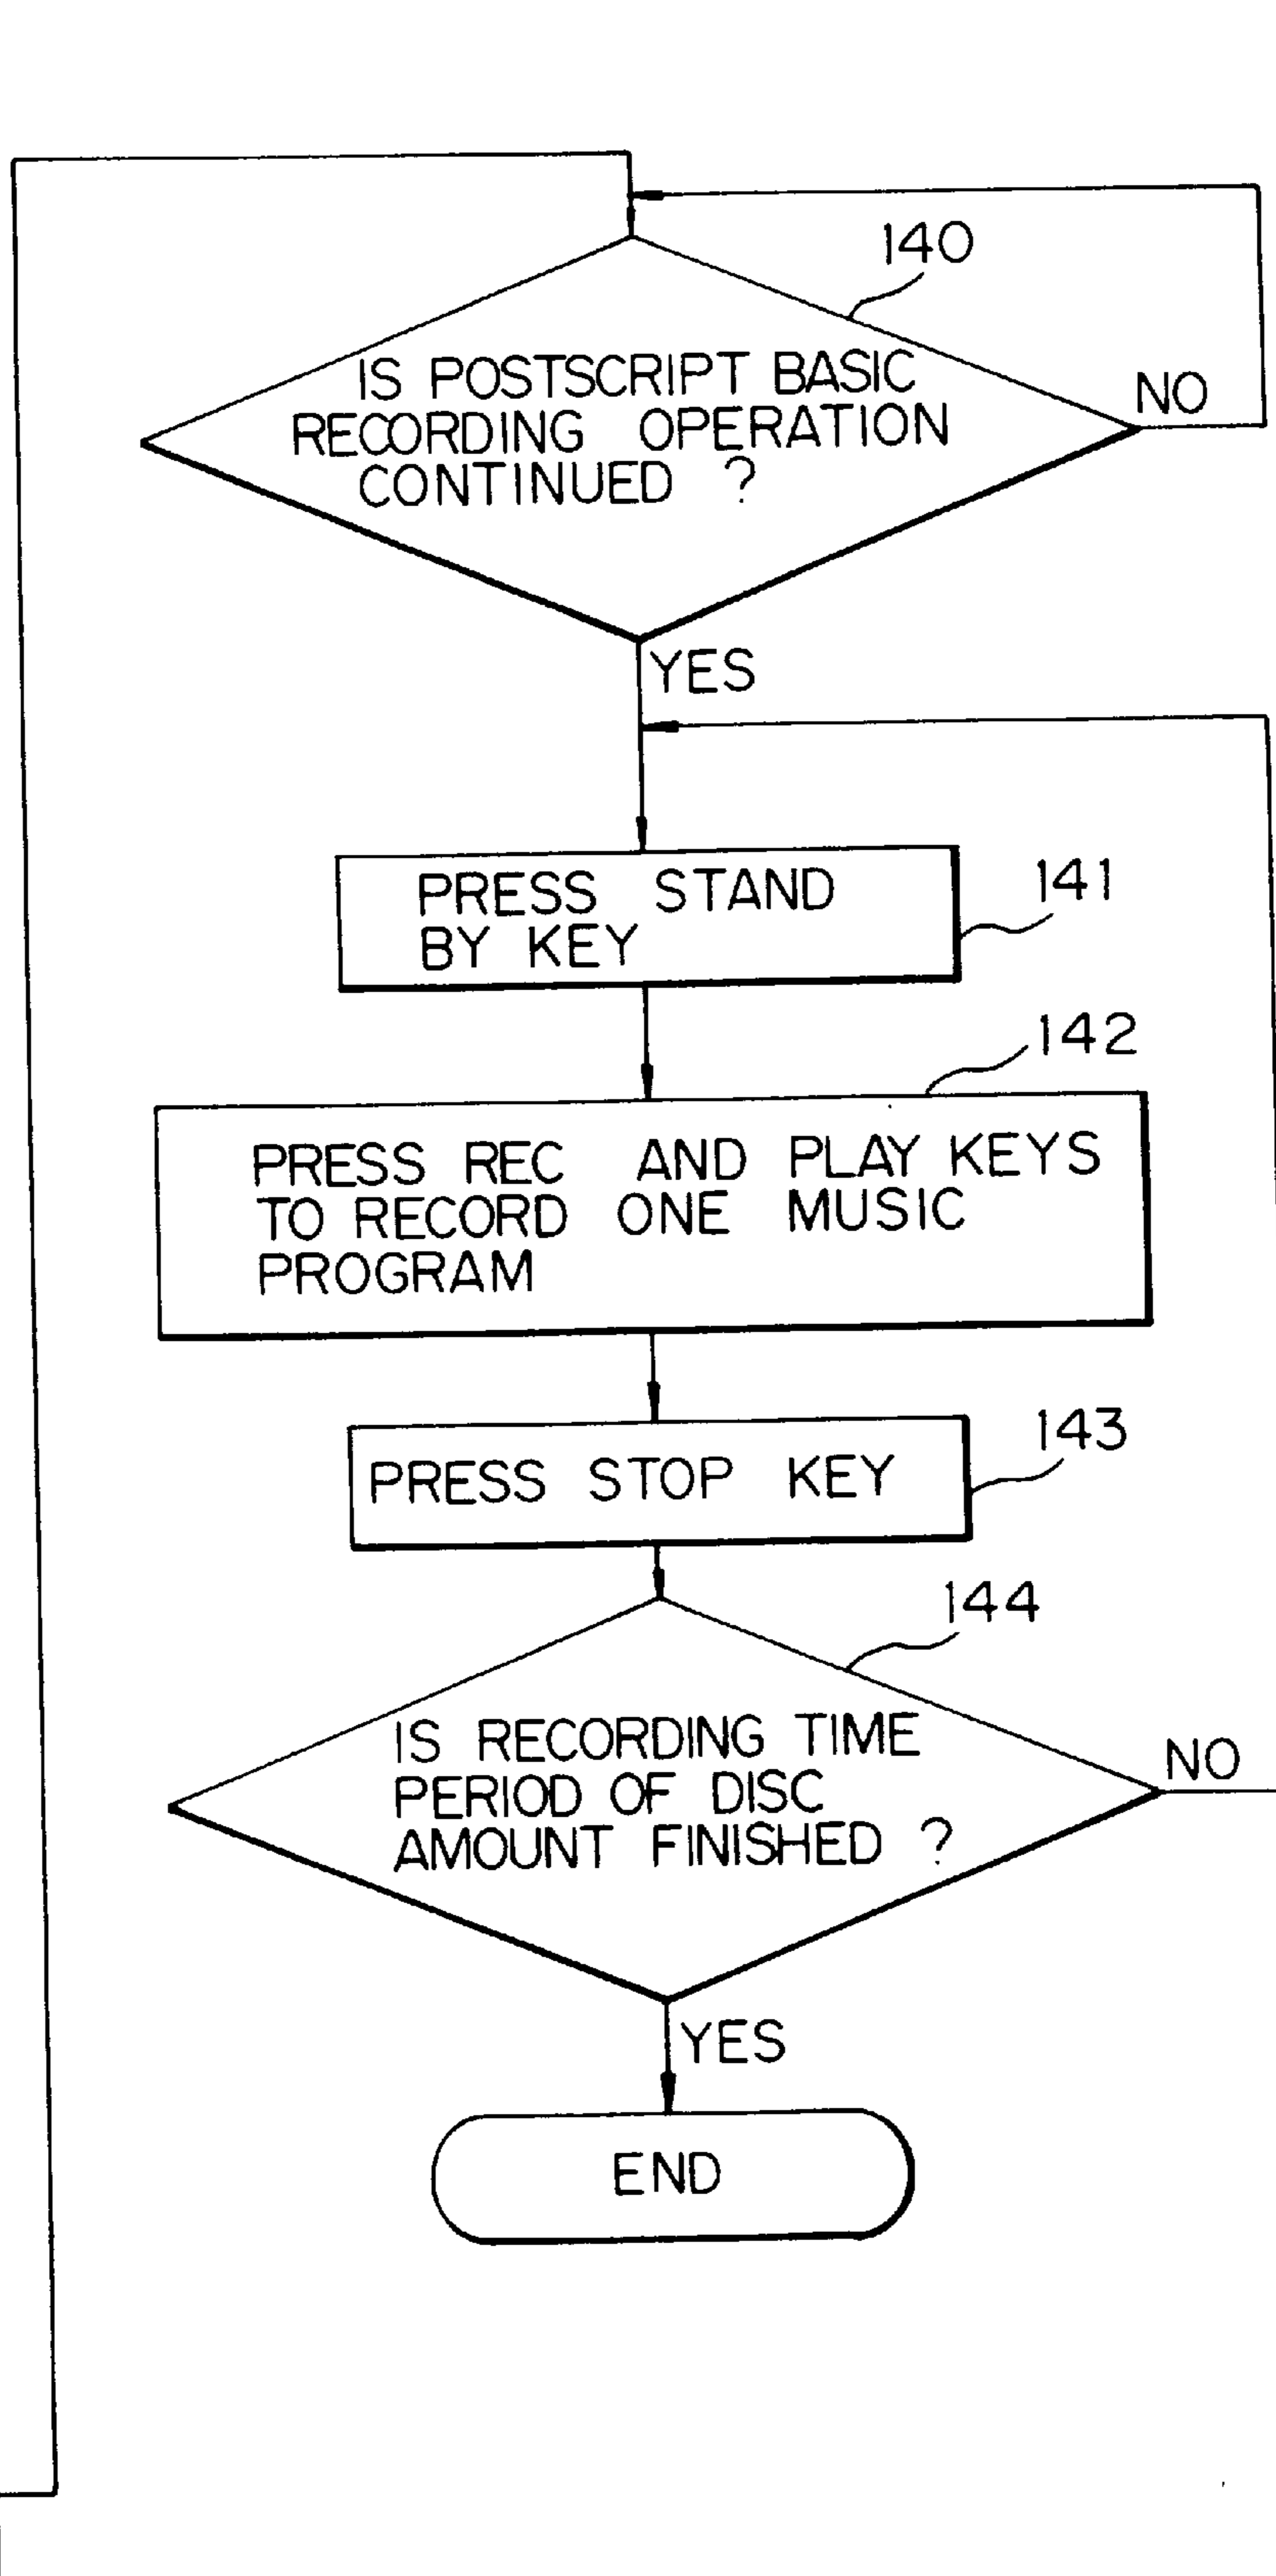 140
IS POSTSCRIPT BASIC
RECORDING OPERATION
CONTINUED ?
NO
YES
PRESS STAND
BY KEY
141
142
PRESS REC AND PLAY KEYS
TO RECORD ONE MUSIC
PROGRAM
143
PRESS STOP KEY
144
IS RECORDING TIME
PERIOD OF DISC
AMOUNT FINISHED ?
NO
YES
END